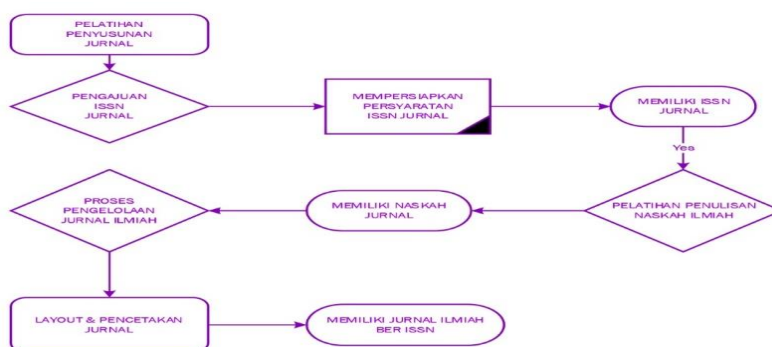 PELATIHAN
PENYUSUNAN
JURNAL
PENGAJUAN
ISSN
JURNAL
MEMPERSIAPKAN
PERSYARATAN
ISSN JURNAL
MEMILIKI ISSN
JURNAL
Yes
PELATIHAN PENULISAN
NASKAH ILMIAH
MEMILIKI NASKAH
JURNAL
PROSES
PENGELOLAAN
JURNAL ILMIAH
LAYOUT & PENCETAKAN
JURNAL
MEMILIKI JURNAL ILMIAH
BER ISSN